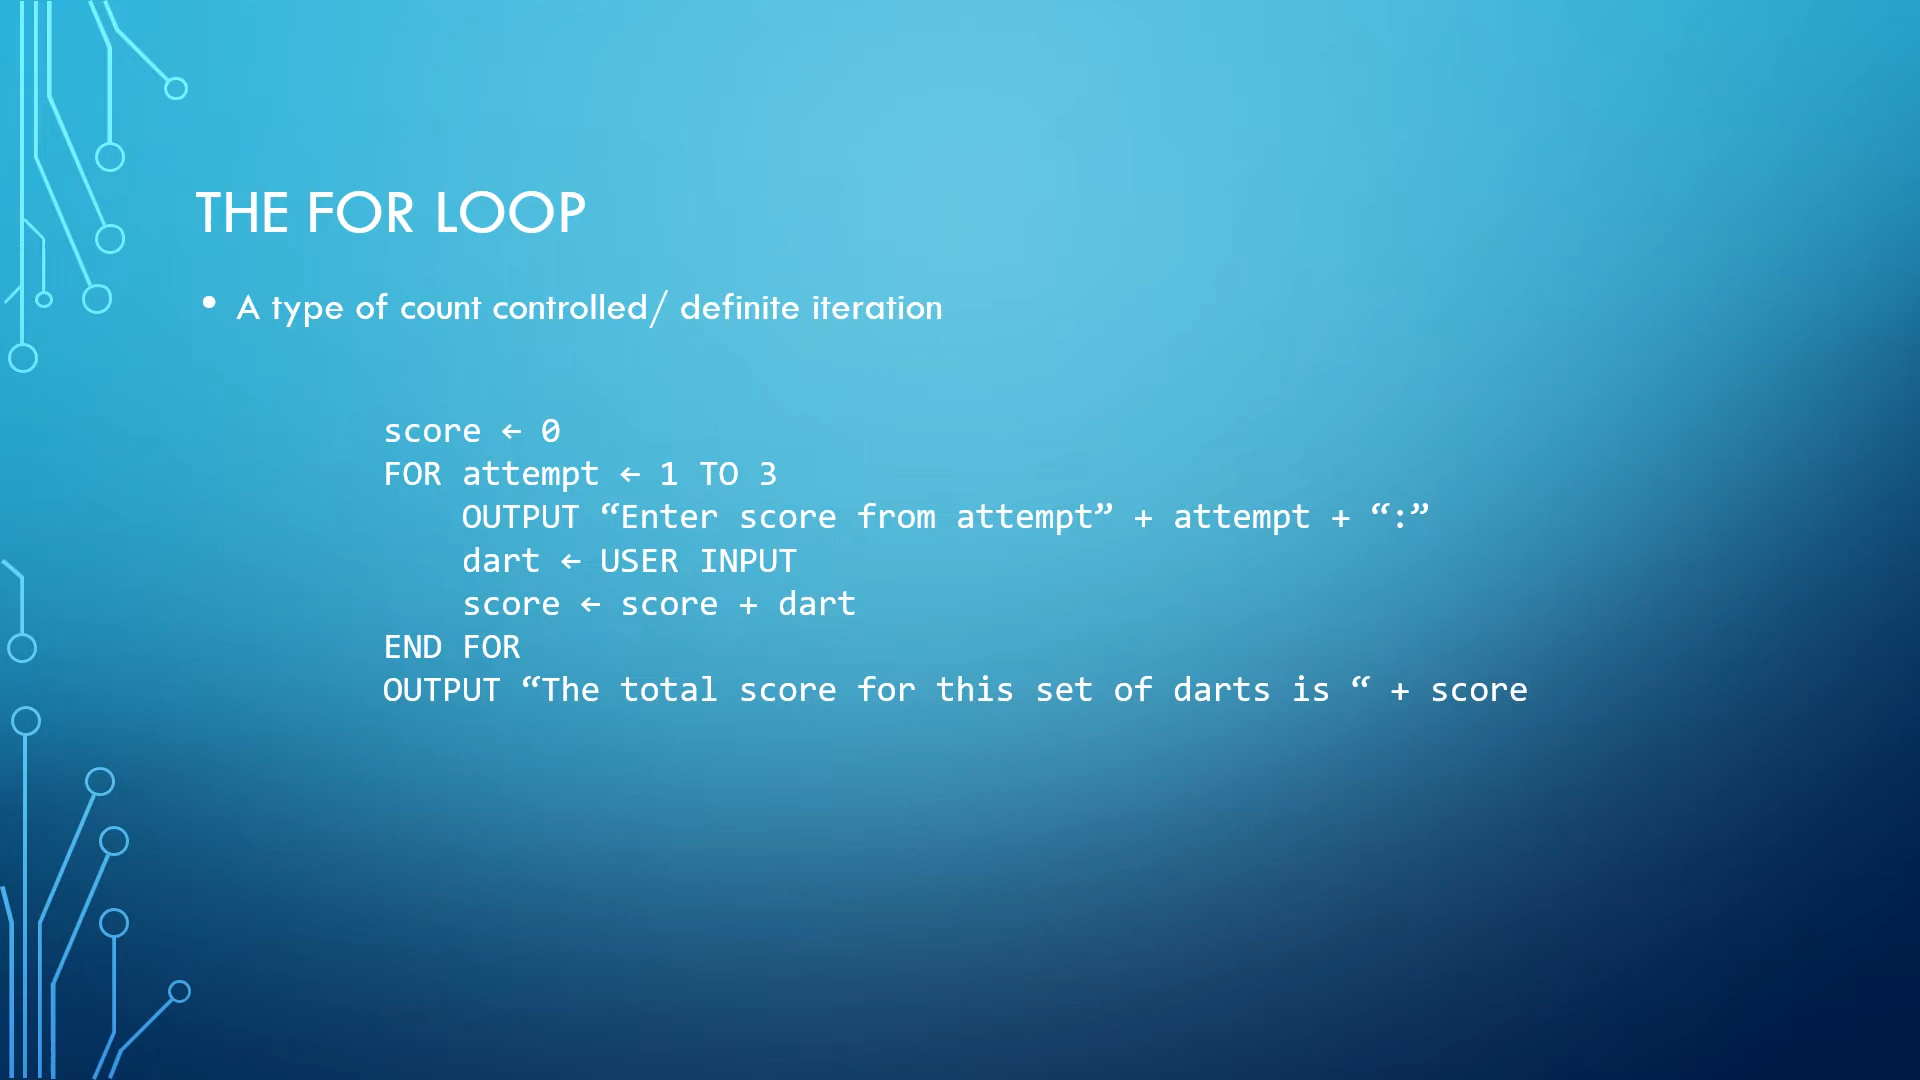 THE FOR LOOP
• A type of count controlled/ definite iteration
score ← 0
FOR attempt ← 1 TO 3
    OUTPUT “Enter score from attempt” + attempt + “:”
    dart ← USER INPUT
    score ← score + dart
END FOR
OUTPUT “The total score for this set of darts is “ + score